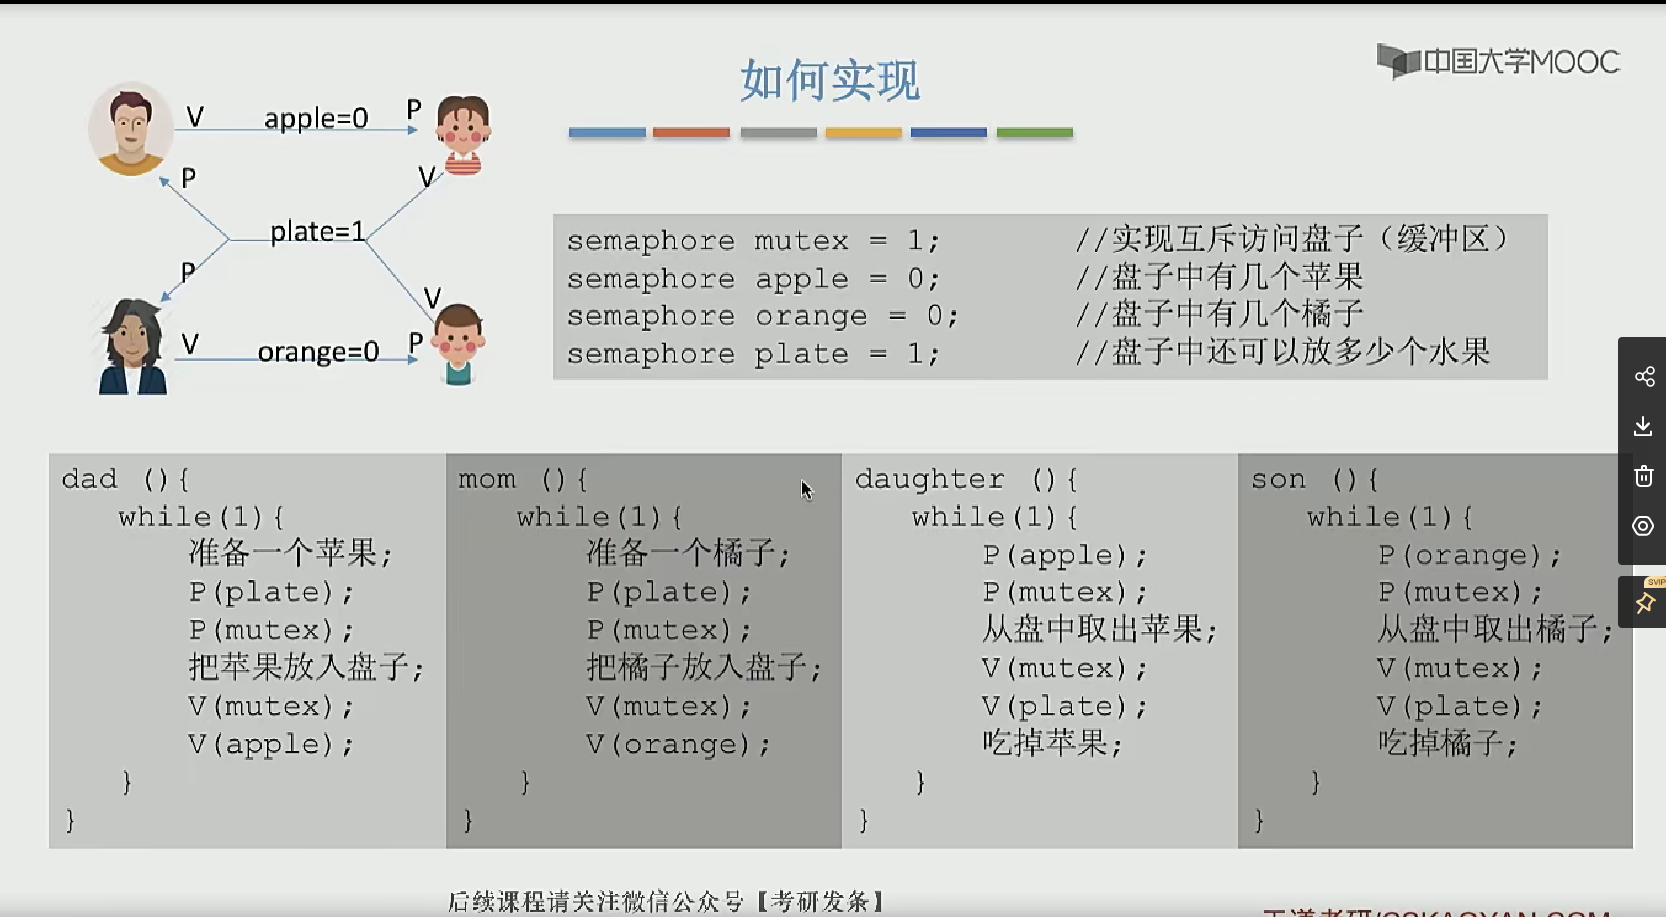 中国大学MOOC
如何实现
V apple=0 P
P V
plate=1
P V
V orange=0 P
semaphore mutex = 1; //实现互斥访问盘子（缓冲区）
semaphore apple = 0; //盘子中有几个苹果
semaphore orange = 0; //盘子中有几个橘子
semaphore plate = 1; //盘子中还可以放多少个水果
dad (){
while(1){
准备一个苹果;
P(plate);
P(mutex);
把苹果放入盘子;
V(mutex);
V(apple);
}
}
mom (){
while(1){
准备一个橘子;
P(plate);
P(mutex);
把橘子放入盘子;
V(mutex);
V(orange);
}
}
daughter (){
while(1){
P(apple);
P(mutex);
从盘中取出苹果;
V(mutex);
V(plate);
吃掉苹果;
}
}
son (){
while(1){
P(orange);
P(mutex);
从盘中取出橘子;
V(mutex);
V(plate);
吃掉橘子;
}
}
SVIP
后续课程请关注微信公众号【考研发条】